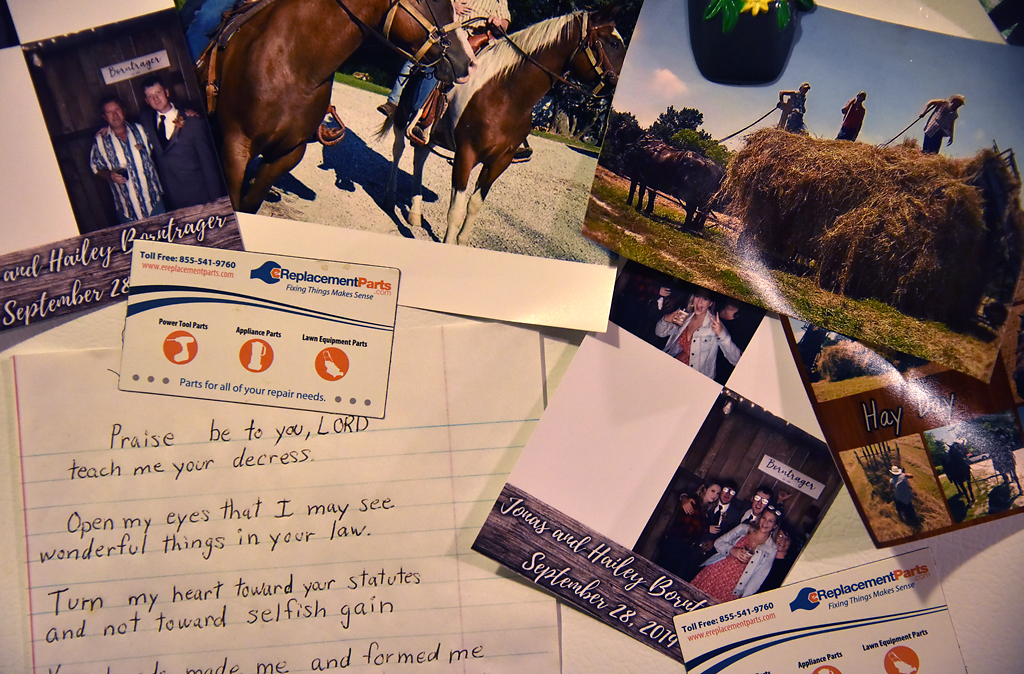 Borntrager
and Hailey Borntrager
September 28
Toll Free: 855-541-9760
www.ereplacementparts.com
eReplacementParts
.com
Fixing Things Makes Sense
Power Tool Parts
Appliance Parts
Lawn Equipment Parts
Parts for all of your repair needs.
Praise be to you, LORD
teach me your decress.
Open my eyes that I may see
wonderful things in your law.
Turn my heart toward your statutes
and not toward selfish gain
made me and formed me
Hay
Borntrager
Jonas and Hailey Bornt
September 28, 2019
Toll Free: 855-541-9760
www.ereplacementparts.com
eReplacementParts
Fixing Things Makes Sense
Appliance Parts
Lawn Equipment Parts